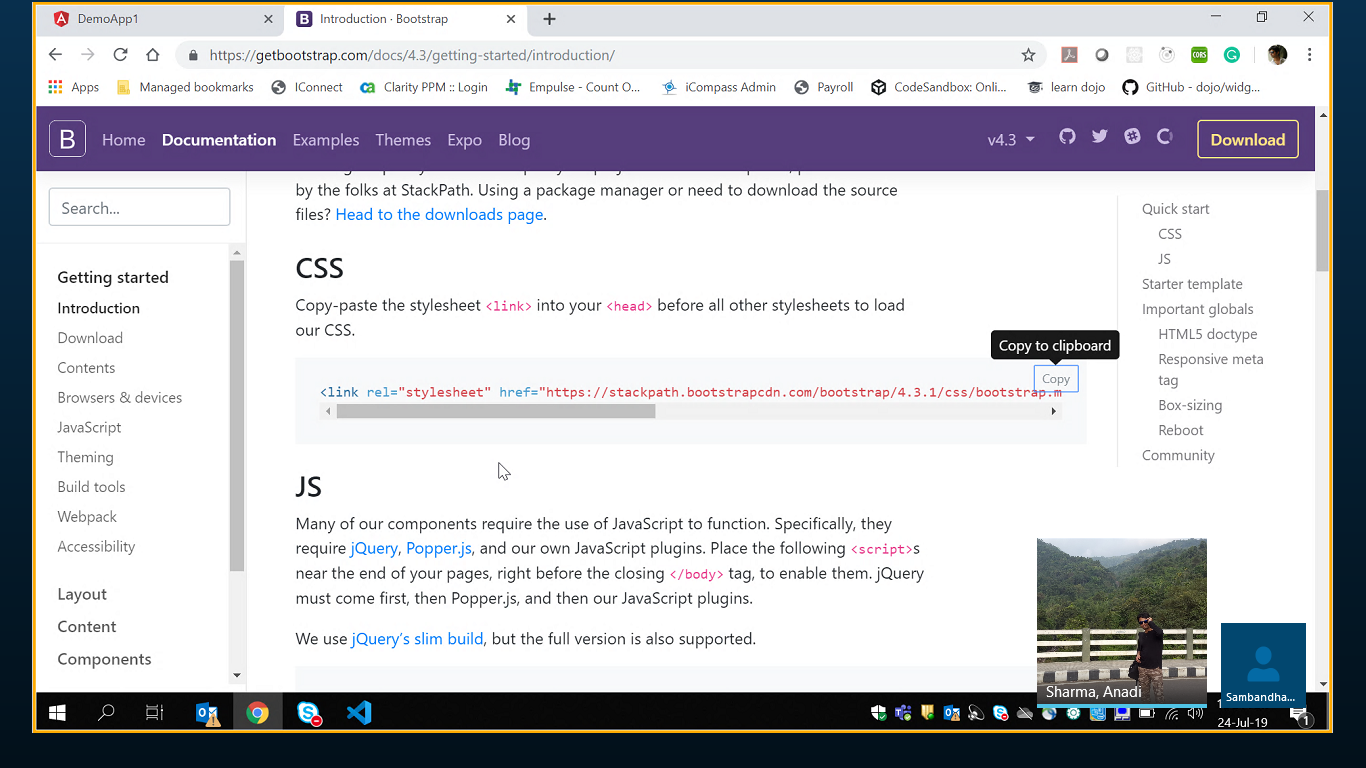 DemoApp1
Introduction · Bootstrap
https://getbootstrap.com/docs/4.3/getting-started/introduction/
CORS
Apps
Managed bookmarks
IConnect
Clarity PPM :: Login
Empulse - Count O...
iCompass Admin
Payroll
CodeSandbox: Onli...
learn dojo
GitHub - dojo/widg...
B
Home
Documentation
Examples
Themes
Expo
Blog
v4.3
Download
Search...
Getting started
Introduction
Download
Contents
Browsers & devices
JavaScript
Theming
Build tools
Webpack
Accessibility
Layout
Content
Components
by the folks at StackPath. Using a package manager or need to download the source
files? Head to the downloads page.
CSS
Copy-paste the stylesheet <link> into your <head> before all other stylesheets to load
our CSS.
Copy to clipboard
Copy
<link rel="stylesheet" href="https://stackpath.bootstrapcdn.com/bootstrap/4.3.1/css/bootstrap.m
JS
Many of our components require the use of JavaScript to function. Specifically, they
require jQuery, Popper.js, and our own JavaScript plugins. Place the following <script>s
near the end of your pages, right before the closing </body> tag, to enable them. jQuery
must come first, then Popper.js, and then our JavaScript plugins.
We use jQuery's slim build, but the full version is also supported.
Quick start
CSS
JS
Starter template
Important globals
HTML5 doctype
Responsive meta
tag
Box-sizing
Reboot
Community
Sharma, Anadi
Sambandha...
24-Jul-19
1